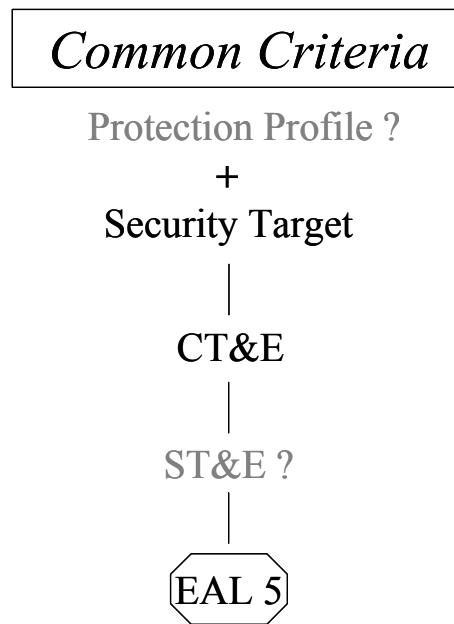 Common Criteria
Protection Profile ?
+
Security Target
CT&E
ST&E ?
EAL 5